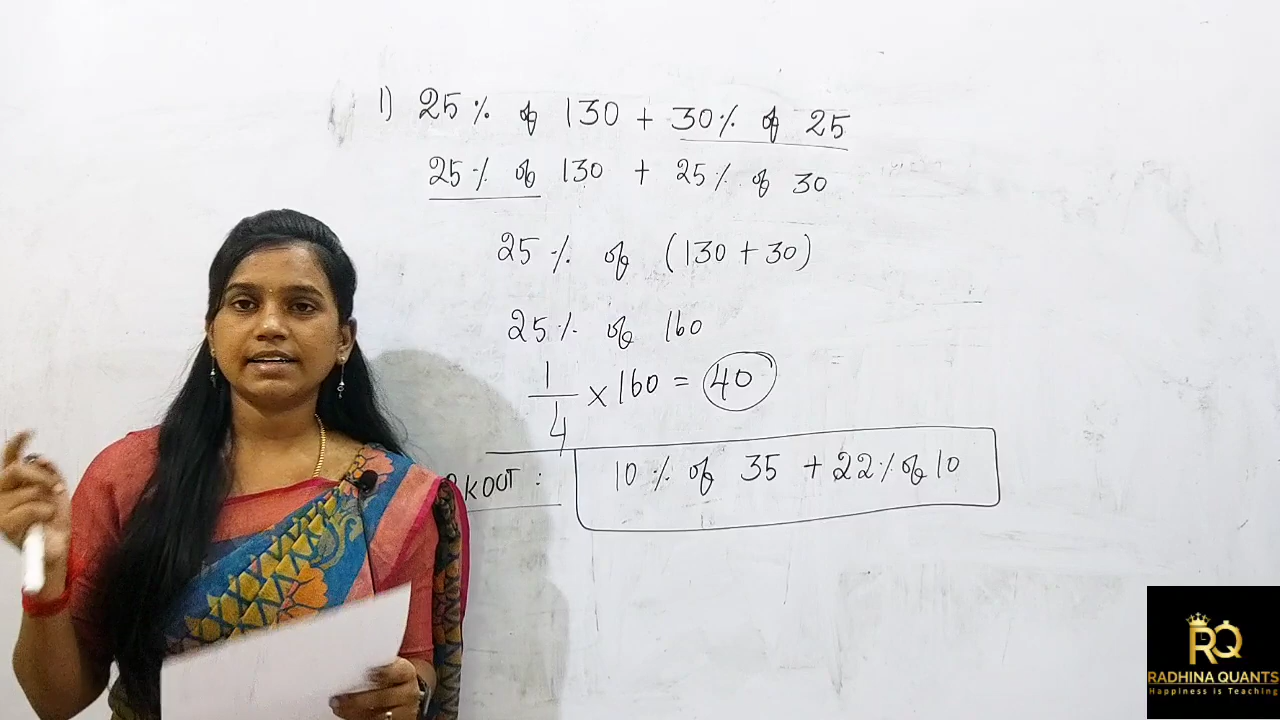 1) 25% of 130 + 30% of 25
25% of 130 + 25% of 30
25% of (130 + 30)
25% of 160
1/4 × 160 = 40
10% of 35 + 22% of 10
RQ
RADHINA QUANTS
Happiness is Teaching